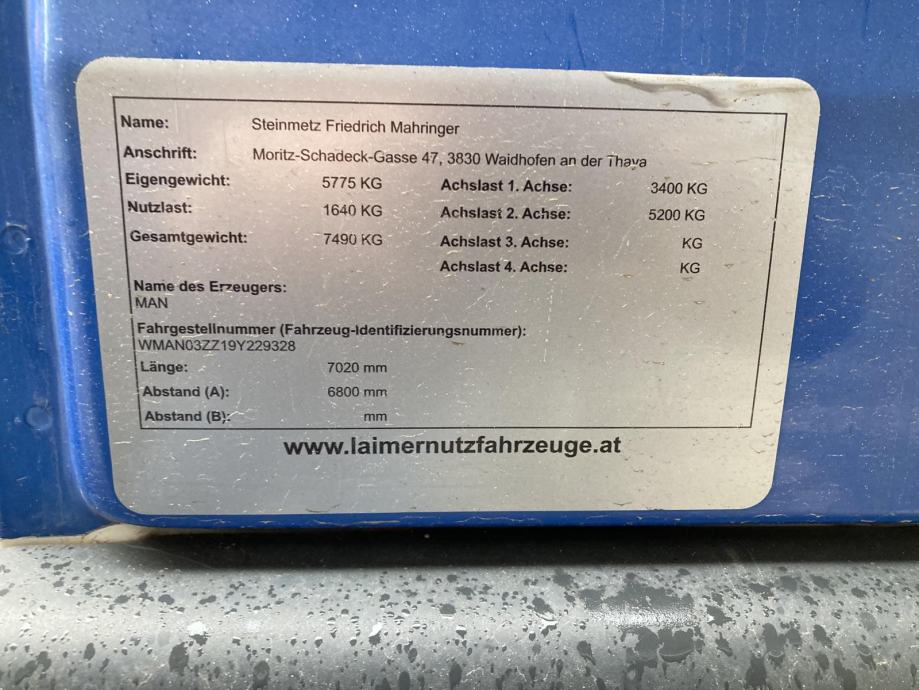 Name: Steinmetz Friedrich Mahringer
Anschrift: Moritz-Schadeck-Gasse 47, 3830 Waidhofen an der Thaya
Eigengewicht: 5775 KG Achslast 1. Achse: 3400 KG
Nutzlast: 1640 KG Achslast 2. Achse: 5200 KG
Gesamtgewicht: 7490 KG Achslast 3. Achse: KG
Achslast 4. Achse: KG
Name des Erzeugers:
MAN
Fahrgestellnummer (Fahrzeug-Identifizierungsnummer):
WMAN03ZZ19Y229328
Länge: 7020 mm
Abstand (A): 6800 mm
Abstand (B): mm
www.laimernutzfahrzeuge.at